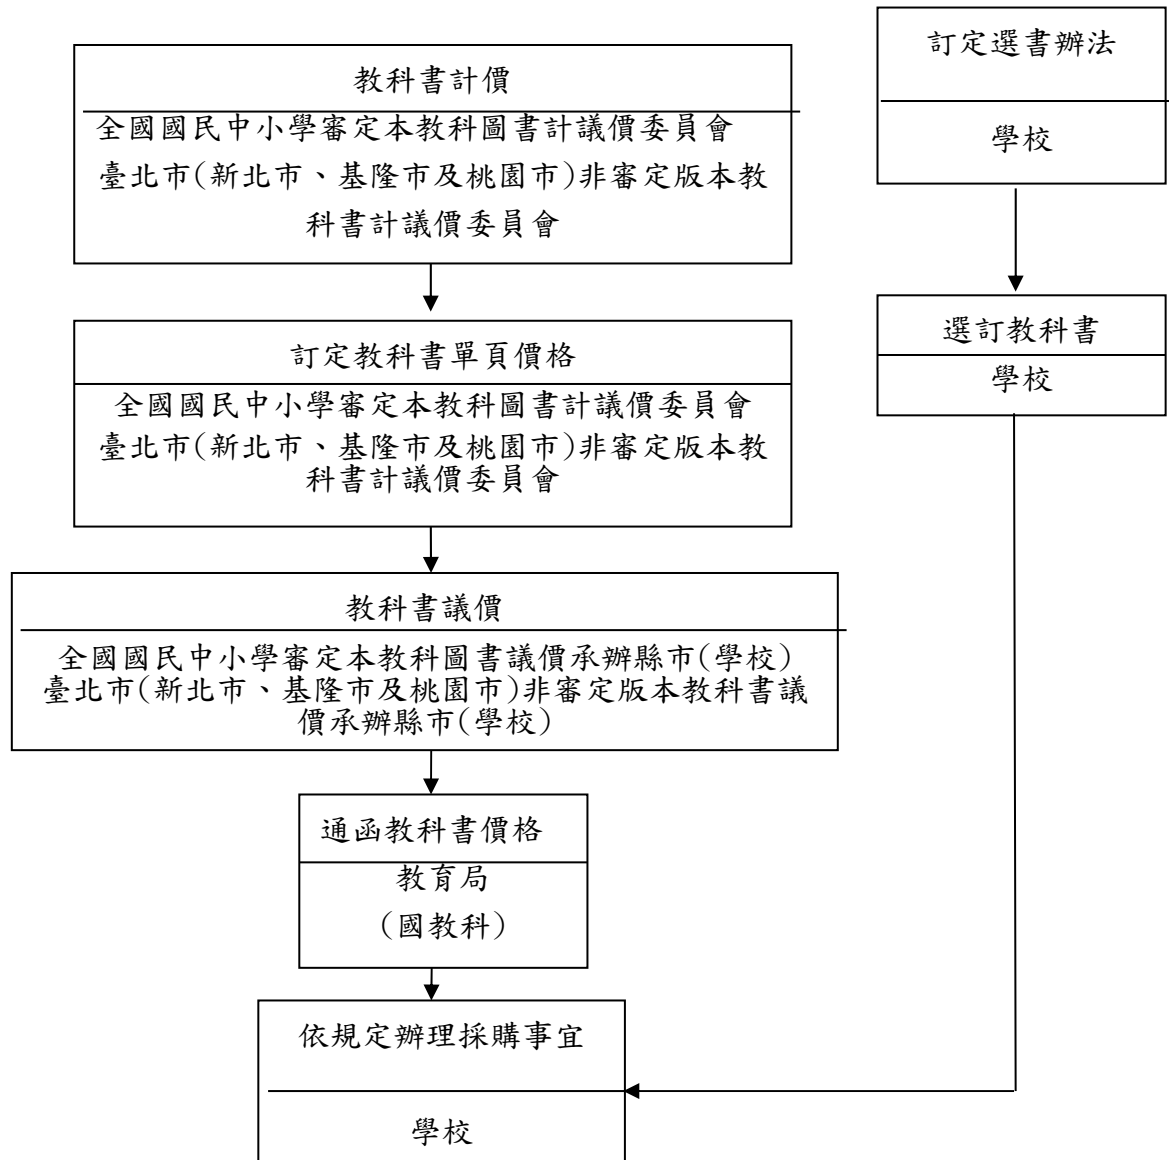 教科書計價
全國國民中小學審定本教科圖書計議價委員會
臺北市(新北市、基隆市及桃園市)非審定版本教
科書計議價委員會
訂定教科書單頁價格
全國國民中小學審定本教科圖書計議價委員會
臺北市(新北市、基隆市及桃園市)非審定版本教
科書計議價委員會
教科書議價
全國國民中小學審定本教科圖書議價承辦縣市(學校)
臺北市(新北市、基隆市及桃園市)非審定版本教科書議
價承辦縣市(學校)
通函教科書價格
教育局
(國教科)
依規定辦理採購事宜
學校
訂定選書辦法
學校
選訂教科書
學校